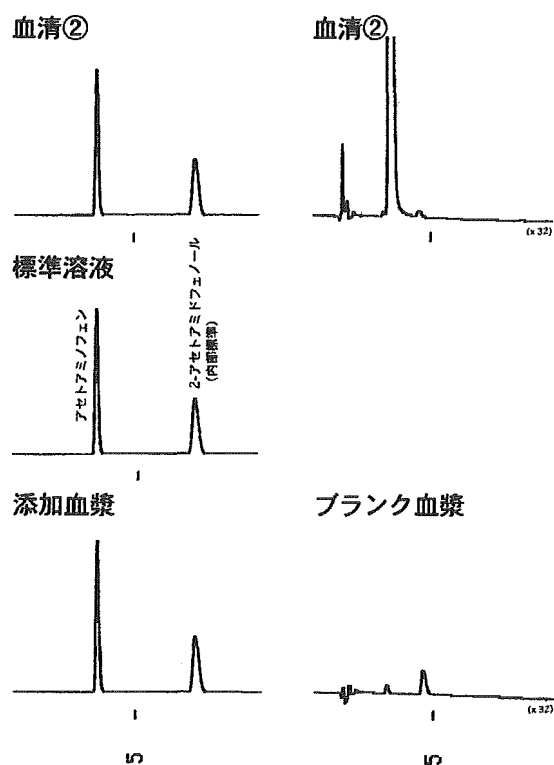 血清②
血清②
(x 32)
標準溶液
アセトアミノフェン
2-アセトアミドフェノール
(内部標準)
添加血漿
ブランク血漿
(x 32)
5
5